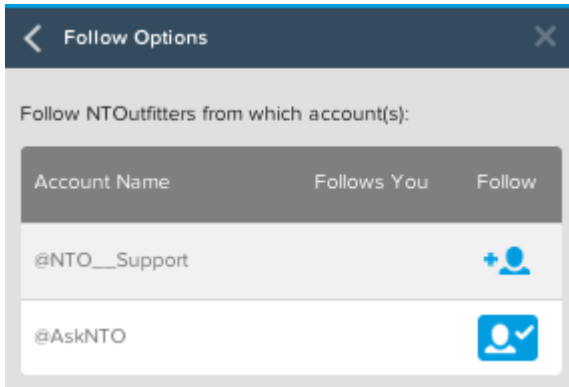 Follow Options
Follow NTOutfitters from which account(s):
Account Name Follows You Follow
@NTO__Support
@AskNTO